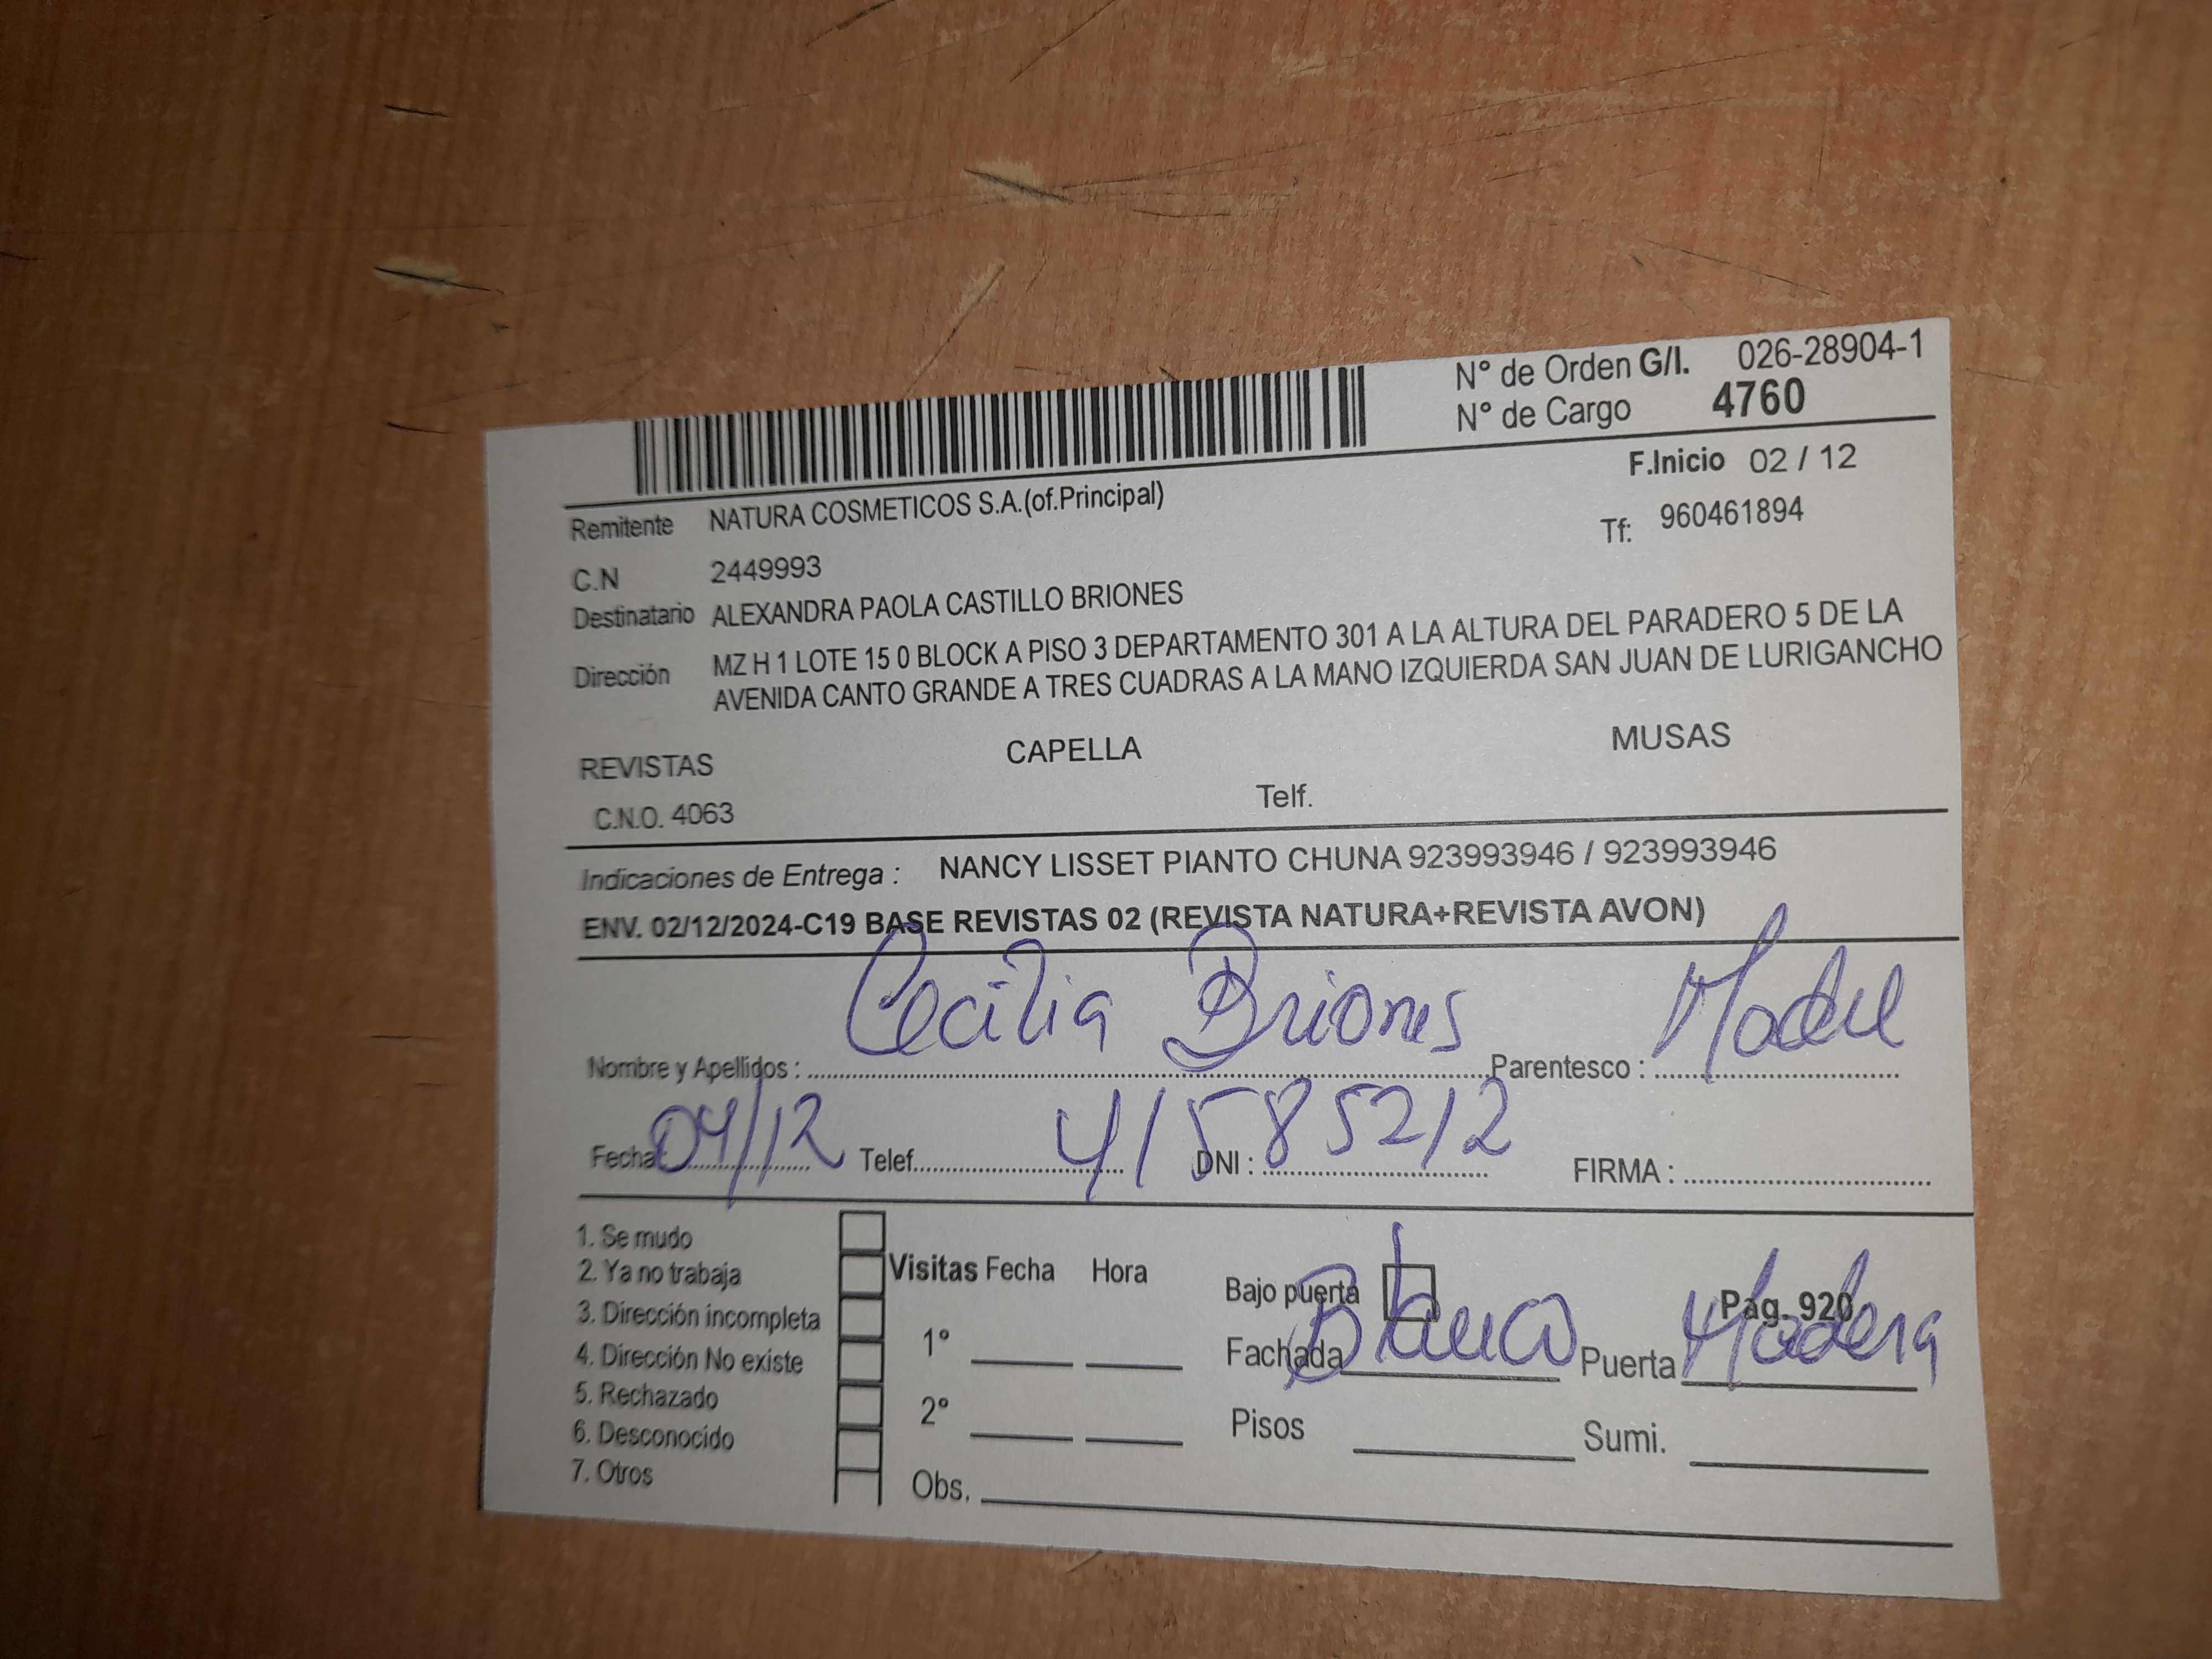 N° de Orden G/I. 026-28904-1
N° de Cargo 4760
F.Inicio 02 / 12
Remitente NATURA COSMETICOS S.A.(of.Principal)
Tf: 960461894
C.N 2449993
Destinatario ALEXANDRA PAOLA CASTILLO BRIONES
Dirección MZ H 1 LOTE 15 0 BLOCK A PISO 3 DEPARTAMENTO 301 A LA ALTURA DEL PARADERO 5 DE LA
AVENIDA CANTO GRANDE A TRES CUADRAS A LA MANO IZQUIERDA SAN JUAN DE LURIGANCHO
REVISTAS CAPELLA MUSAS
C.N.O. 4063 Telf.
Indicaciones de Entrega : NANCY LISSET PIANTO CHUNA 923993946 / 923993946
ENV. 02/12/2024-C19 BASE REVISTAS 02 (REVISTA NATURA+REVISTA AVON)
Nombre y Apellidos : Cecilia Briones Parentesco : Madre
Fecha: 04/12 Telef. DNI : 41585212 FIRMA :
1. Se mudo
2. Ya no trabaja
3. Dirección incompleta
4. Dirección No existe
5. Rechazado
6. Desconocido
7. Otros
Visitas Fecha Hora
1°
2°
Obs.
Bajo puerta Pag. 920
Fachada Blanco Puerta Madera
Pisos Sumi.